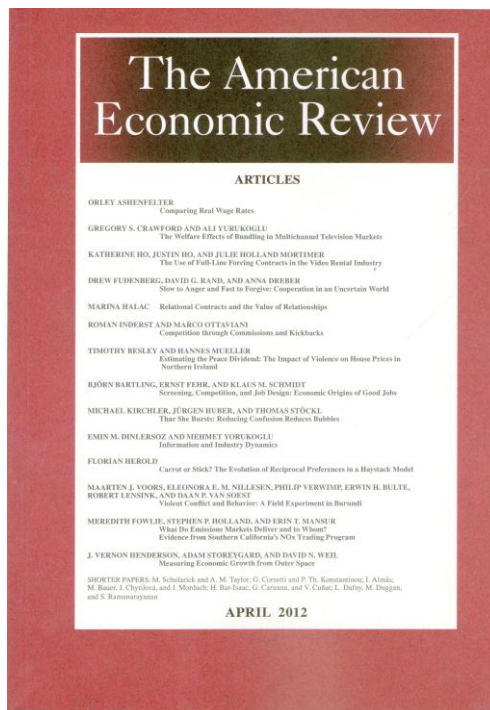 The American
Economic Review
ARTICLES
ORLEY ASHENFELTER
Comparing Real Wage Rates
GREGORY S. CRAWFORD AND ALI YURUKOGLU
The Welfare Effects of Bundling in Multichannel Television Markets
KATHERINE HO, JUSTIN HO, AND JULIE HOLLAND MORTIMER
The Use of Full-Line Forcing Contracts in the Video Rental Industry
DREW FUDENBERG, DAVID G. RAND, AND ANNA DREBER
Slow to Anger and Fast to Forgive: Cooperation in an Uncertain World
MARINA HALAC Relational Contracts and the Value of Relationships
ROMAN INDERST AND MARCO OTTAVIANI
Competition through Commissions and Kickbacks
TIMOTHY BESLEY AND HANNES MUELLER
Estimating the Peace Dividend: The Impact of Violence on House Prices in
Northern Ireland
BJÖRN BARTLING, ERNST FEHR, AND KLAUS M. SCHMIDT
Screening, Competition, and Job Design: Economic Origins of Good Jobs
MICHAEL KIRCHLER, JÜRGEN HUBER, AND THOMAS STÖCKL
Thar She Bursts: Reducing Confusion Reduces Bubbles
EMIN M. DINLERSOZ AND MEHMET YORUKOGLU
Information and Industry Dynamics
FLORIAN HEROLD
Carrot or Stick? The Evolution of Reciprocal Preferences in a Haystack Model
MAARTEN J. VOORS, ELEONORA E. M. NILLESEN, PHILIP VERWIMP, ERWIN H. BULTE,
ROBERT LENSINK, AND DAAN P. VAN SOEST
Violent Conflict and Behavior: A Field Experiment in Burundi
MEREDITH FOWLIE, STEPHEN P. HOLLAND, AND ERIN T. MANSUR
What Do Emissions Markets Deliver and to Whom?
Evidence from Southern California's NOx Trading Program
J. VERNON HENDERSON, ADAM STOREYGARD, AND DAVID N. WEIL
Measuring Economic Growth from Outer Space
SHORTER PAPERS: M. Schularick and A. M. Taylor; G. Corsetti and P. Th. Konstantinou; I. Almås;
M. Bauer, J. Chytilová, and J. Morduch; H. Bar-Isaac, G. Caruana, and V. Cuñat; L. Dafny, M. Duggan,
and S. Ramanarayanan
APRIL 2012